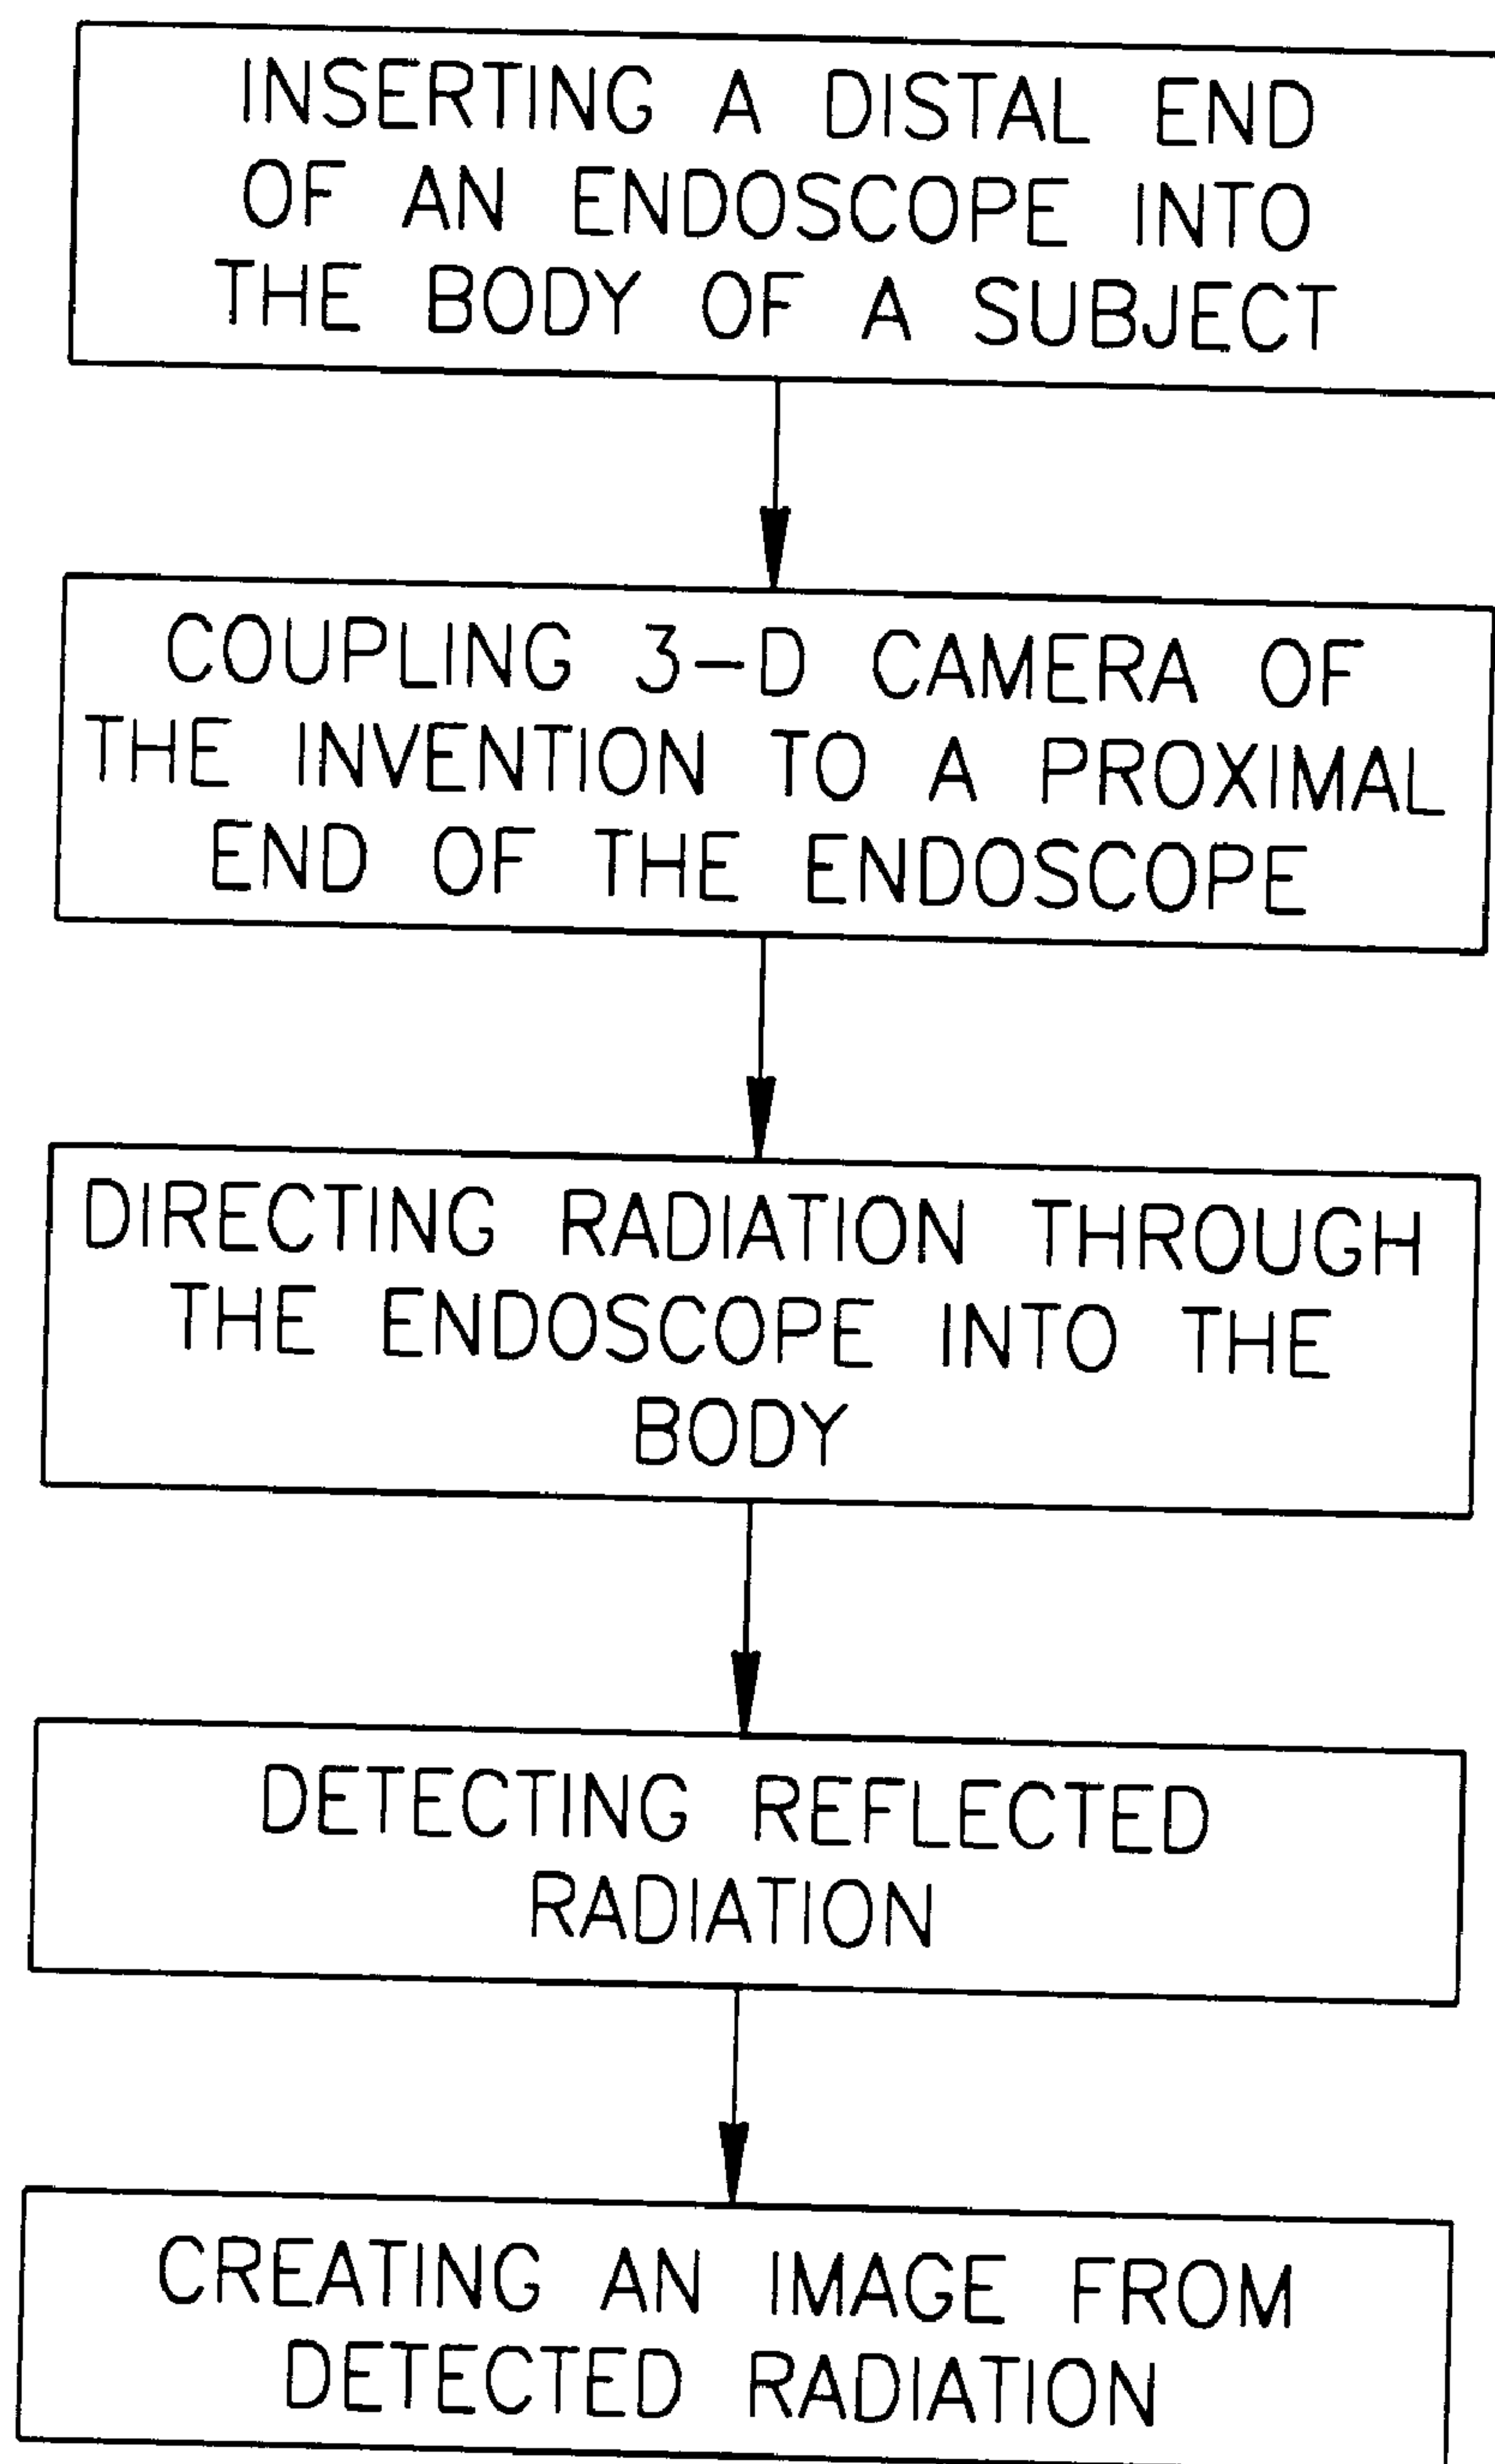 INSERTING A DISTAL END
OF AN ENDOSCOPE INTO
THE BODY OF A SUBJECT
COUPLING 3-D CAMERA OF
THE INVENTION TO A PROXIMAL
END OF THE ENDOSCOPE
DIRECTING RADIATION THROUGH
THE ENDOSCOPE INTO THE
BODY
DETECTING REFLECTED
RADIATION
CREATING AN IMAGE FROM
DETECTED RADIATION